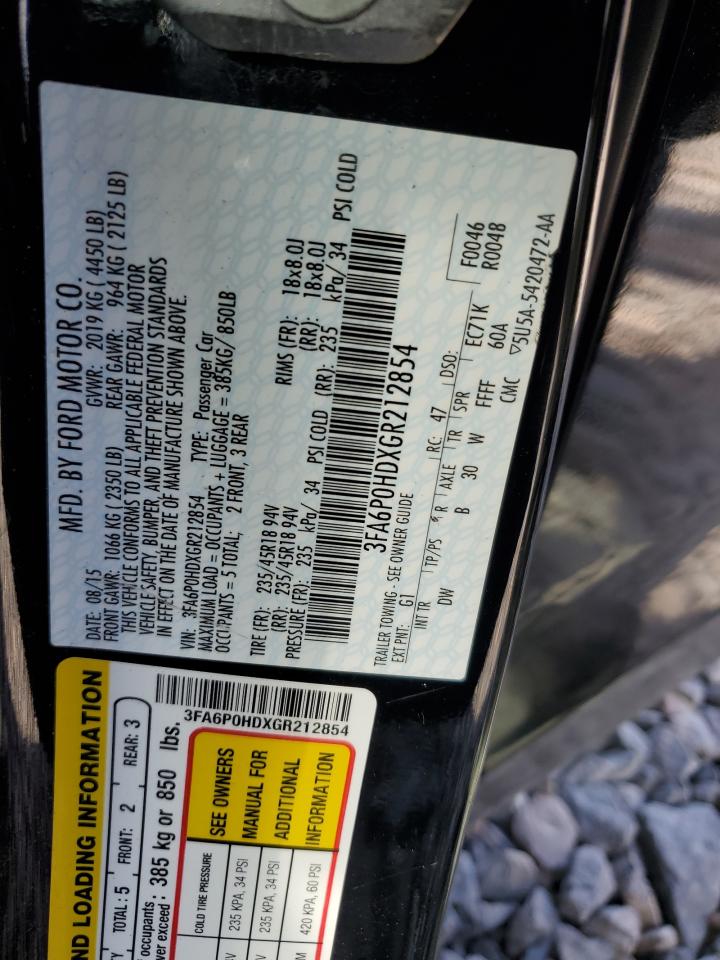 MFD. BY FORD MOTOR CO.
DATE: 08/15 GVWR: 2019 KG ( 4450 LB)
FRONT GAWR: 1066 KG ( 2350 LB) REAR GAWR: 964 KG ( 2125 LB)
THIS VEHICLE CONFORMS TO ALL APPLICABLE FEDERAL MOTOR
VEHICLE SAFETY, BUMPER, AND THEFT PREVENTION STANDARDS
IN EFFECT ON THE DATE OF MANUFACTURE SHOWN ABOVE.
VIN: 3FA6P0HDXGR212854 TYPE: Passenger Car
MAXIMUM LOAD = OCCUPANTS + LUGGAGE = 385KG/ 850LB
OCCUPANTS = 5 TOTAL; 2 FRONT, 3 REAR
TIRE (FR): 235/45R18 94V RIMS (FR): 18x8.0J
(RR): 235/45R18 94V (RR): 18x8.0J
PRESSURE (FR): 235 kPa/ 34 PSI COLD (RR): 235 kPa/ 34 PSI COLD
3FA6P0HDXGR212854
TRAILER TOWING - SEE OWNER GUIDE
EXT PNT: G1 RC: 47 DSO: F0046
R0048
INT TR TP/PS R AXLE TR SPR EC71K
DW B 30 W FFFF 60A
CMC ▽5U5A-5420472-AA
ND LOADING INFORMATION
TOTAL: 5 FRONT: 2 REAR: 3
occupants
ver exceed : 385 kg or 850 lbs.
3FA6P0HDXGR212854
COLD TIRE PRESSURE
235 KPA, 34 PSI
235 KPA, 34 PSI
420 KPA, 60 PSI
SEE OWNERS
MANUAL FOR
ADDITIONAL
INFORMATION